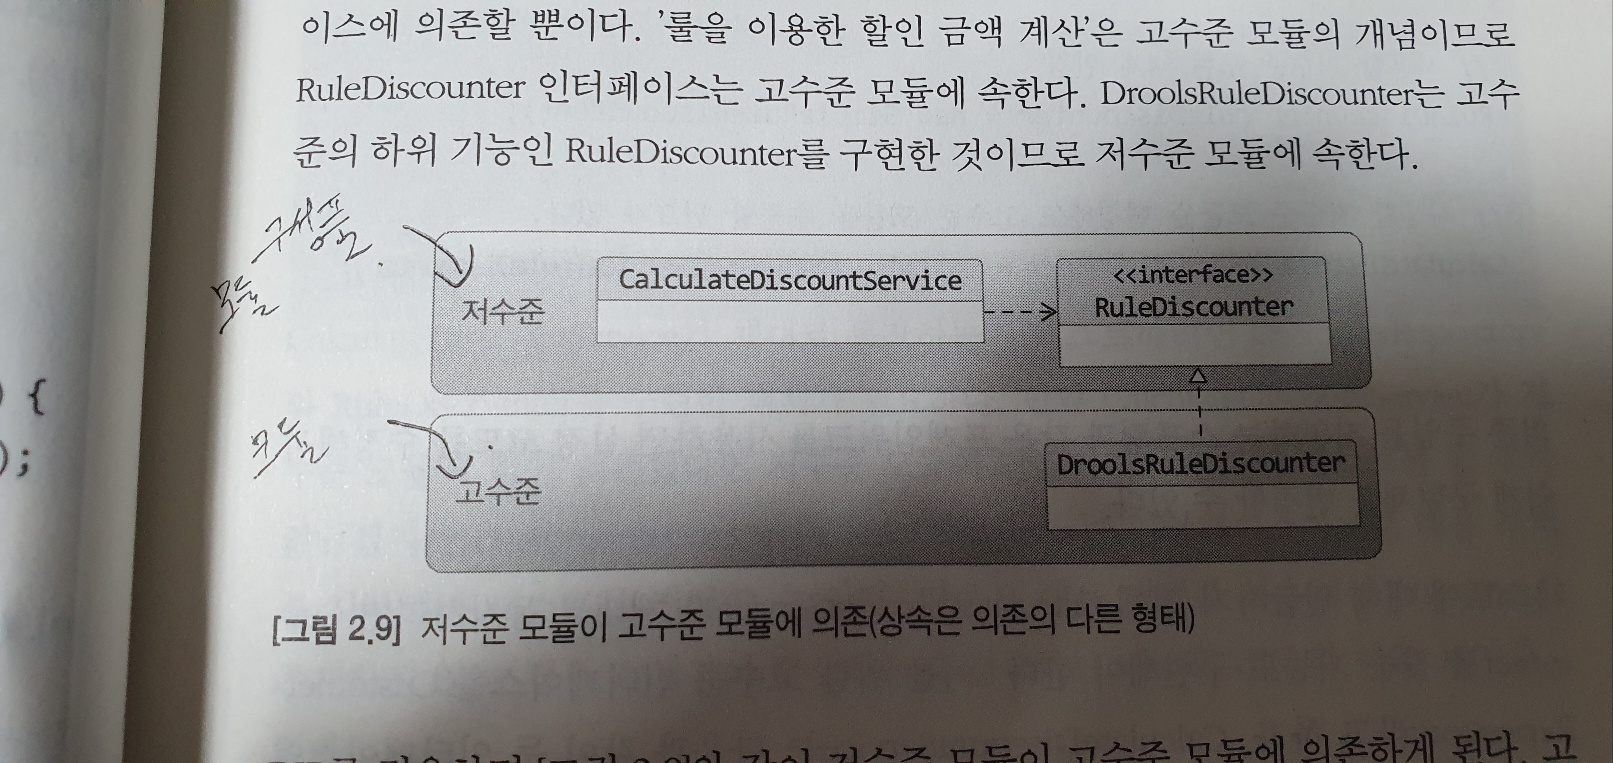 이스에 의존할 뿐이다. '룰을 이용한 할인 금액 계산'은 고수준 모듈의 개념이므로
RuleDiscounter 인터페이스는 고수준 모듈에 속한다. DroolsRuleDiscounter는 고수
준의 하위 기능인 RuleDiscounter를 구현한 것이므로 저수준 모듈에 속한다.
모듈
저수준
CalculateDiscountService
<<interface>>
RuleDiscounter
) {
);
모듈
고수준
DroolsRuleDiscounter
[그림 2.9] 저수준 모듈이 고수준 모듈에 의존(상속은 의존의 다른 형태)
저수준 모듈이 고수준 모듈에 의존하게 된다. 고